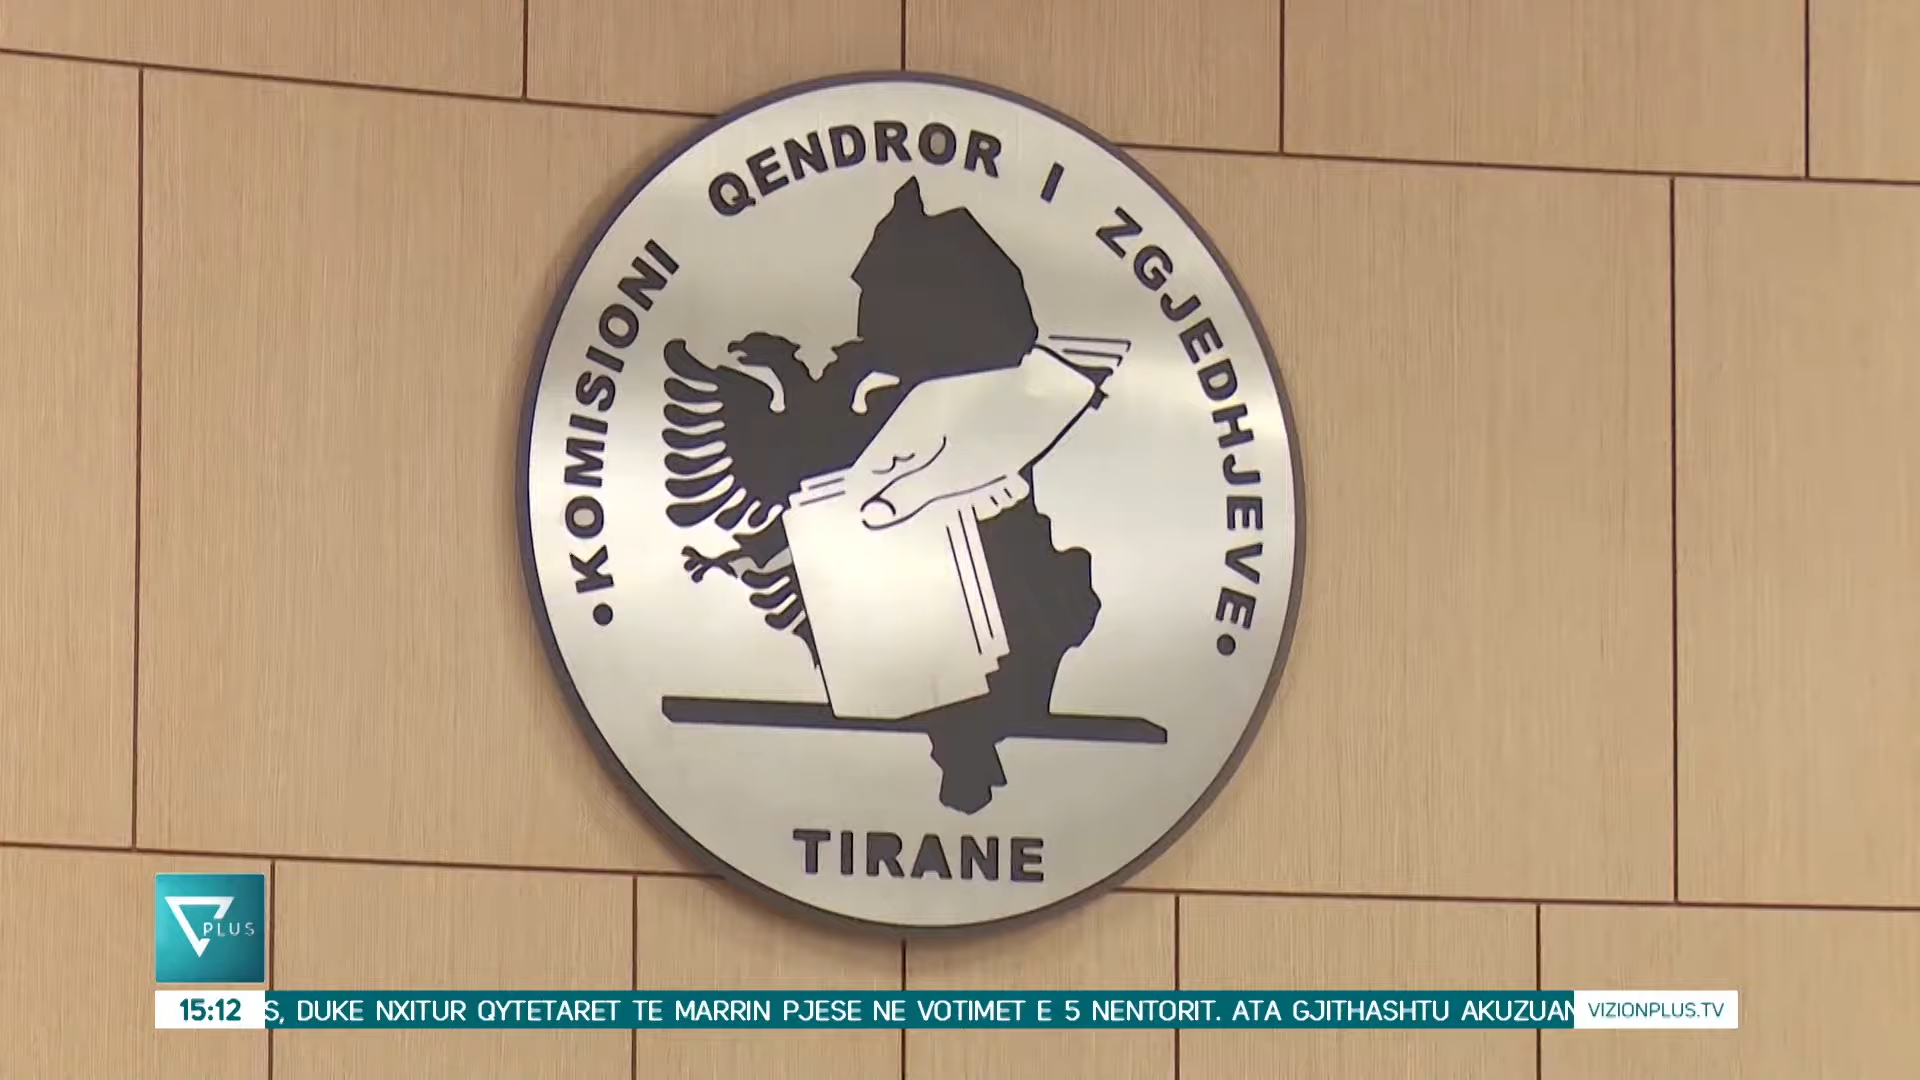 •KOMISIONI QENDROR I ZGJEDHJEVE•
TIRANE
PLUS
15:12
S, DUKE NXITUR QYTETARET TE MARRIN PJESE NE VOTIMET E 5 NENTORIT. ATA GJITHASHTU AKUZUAN
VIZIONPLUS.TV